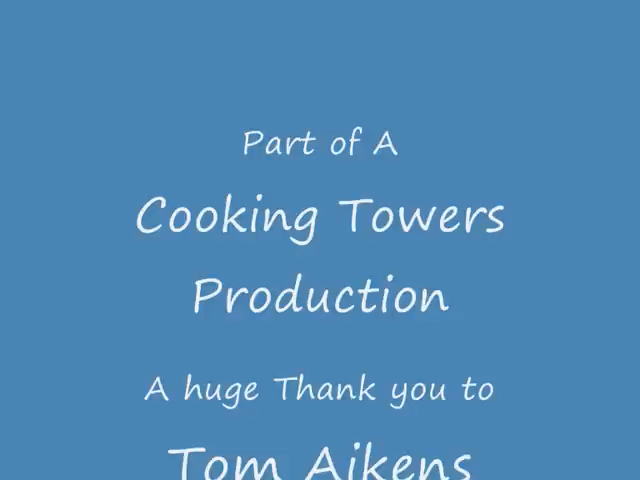 Part of A
Cooking Towers
Production
A huge Thank you to
Tom Aikens